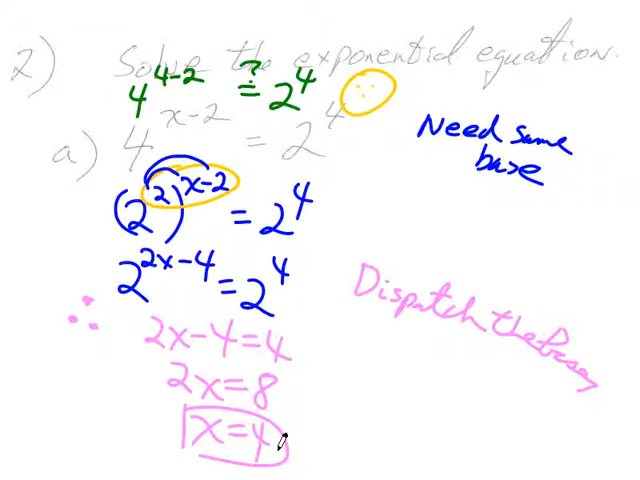 2) Solve the exponential equation.
4^{4-2} ?= 2^4
a) 4^{x-2} = 2^4
Need same
base
(2^2)^{x-2} = 2^4
2^{2x-4} = 2^4
Dispatch the bases
∴ 2x-4=4
2x=8
x=4